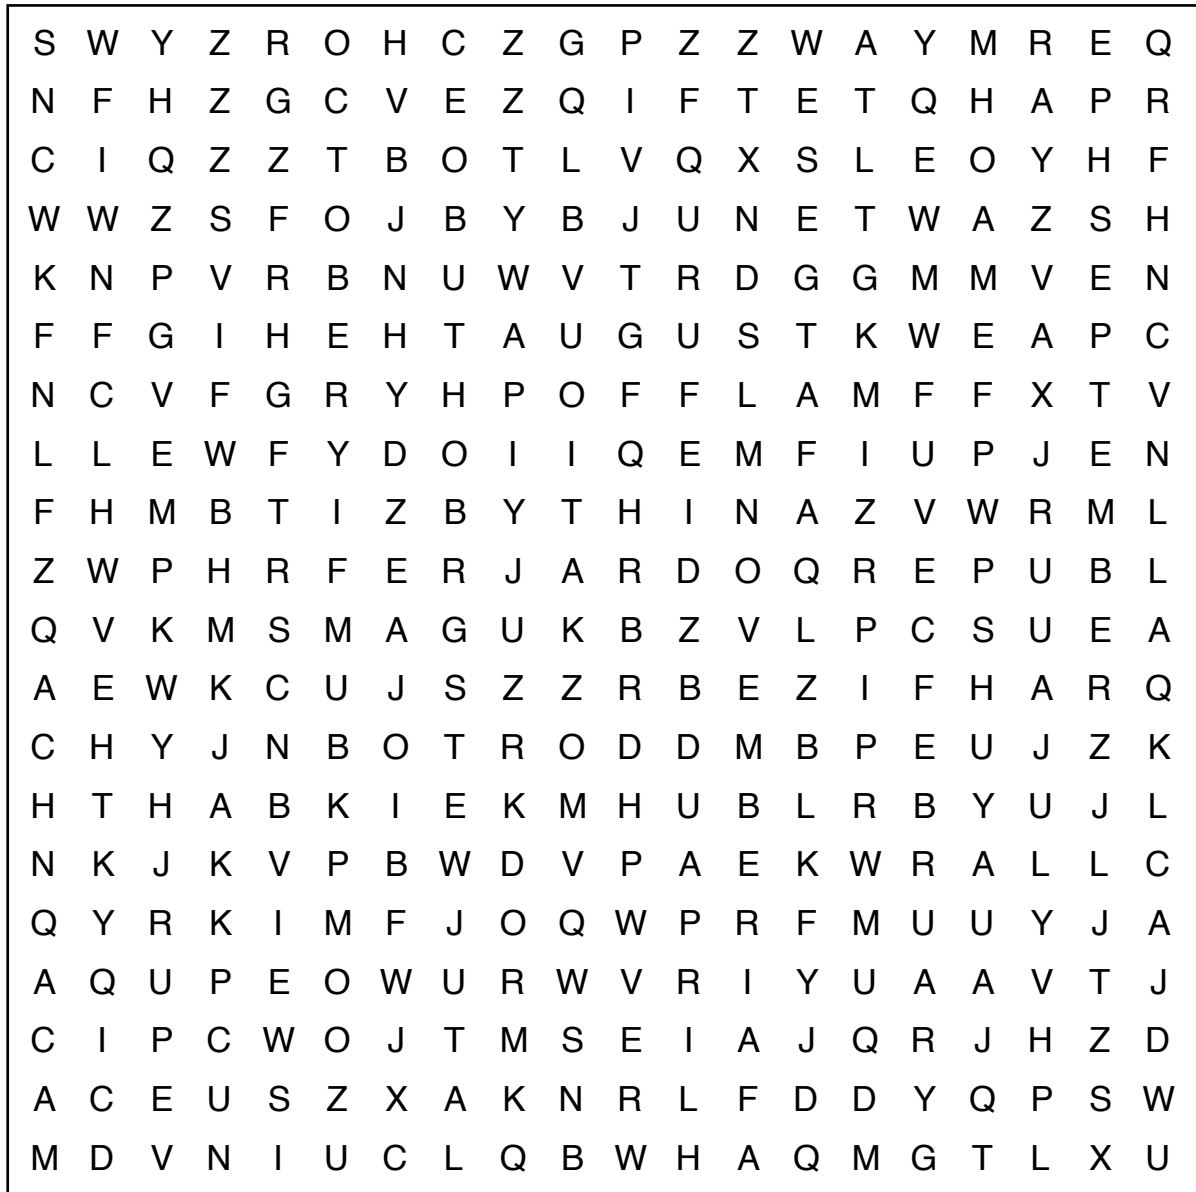 S W Y Z R O H C Z G P Z Z W A Y M R E Q
N F H Z G C V E Z Q I F T E T Q H A P R
C I Q Z Z T B O T L V Q X S L E O Y H F
W W Z S F O J B Y B J U N E T W A Z S H
K N P V R B N U W V T R D G G M M V E N
F F G I H E H T A U G U S T K W E A P C
N C V F G R Y H P O F F L A M F F X T V
L L E W F Y D O I I Q E M F I U P J E N
F H M B T I Z B Y T H I N A Z V W R M L
Z W P H R F E R J A R D O Q R E P U B L
Q V K M S M A G U K B Z V L P C S U E A
A E W K C U J S Z Z R B E Z I F H A R Q
C H Y J N B O T R O D D M B P E U J Z K
H T H A B K I E K M H U B L R B Y U J L
N K J K V P B W D V P A E K W R A L L C
Q Y R K I M F J O Q W P R F M U U Y J A
A Q U P E O W U R W V R I Y U A A V T J
C I P C W O J T M S E I A J Q R J H Z D
A C E U S Z X A K N R L F D D Y Q P S W
M D V N I U C L Q B W H A Q M G T L X U